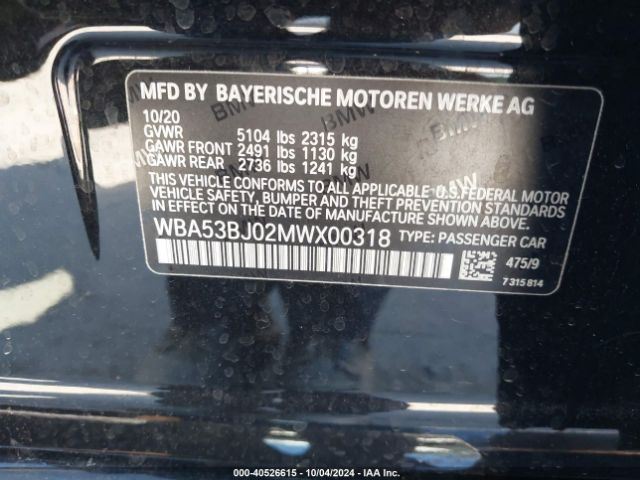 MFD BY BAYERISCHE MOTOREN WERKE AG
10/20
GVWR 5104 lbs 2315 kg
GAWR FRONT 2491 lbs 1130 kg
GAWR REAR 2736 lbs 1241 kg
THIS VEHICLE CONFORMS TO ALL APPLICABLE U.S.FEDERAL MOTOR
VEHICLE SAFETY, BUMPER AND THEFT PREVENTION STANDARDS
IN EFFECT ON THE DATE OF MANUFACTURE SHOWN ABOVE.
WBA53BJ02MWX00318 TYPE: PASSENGER CAR
475/9
7 315 814
000-40526615 - 10/04/2024 - IAA Inc.